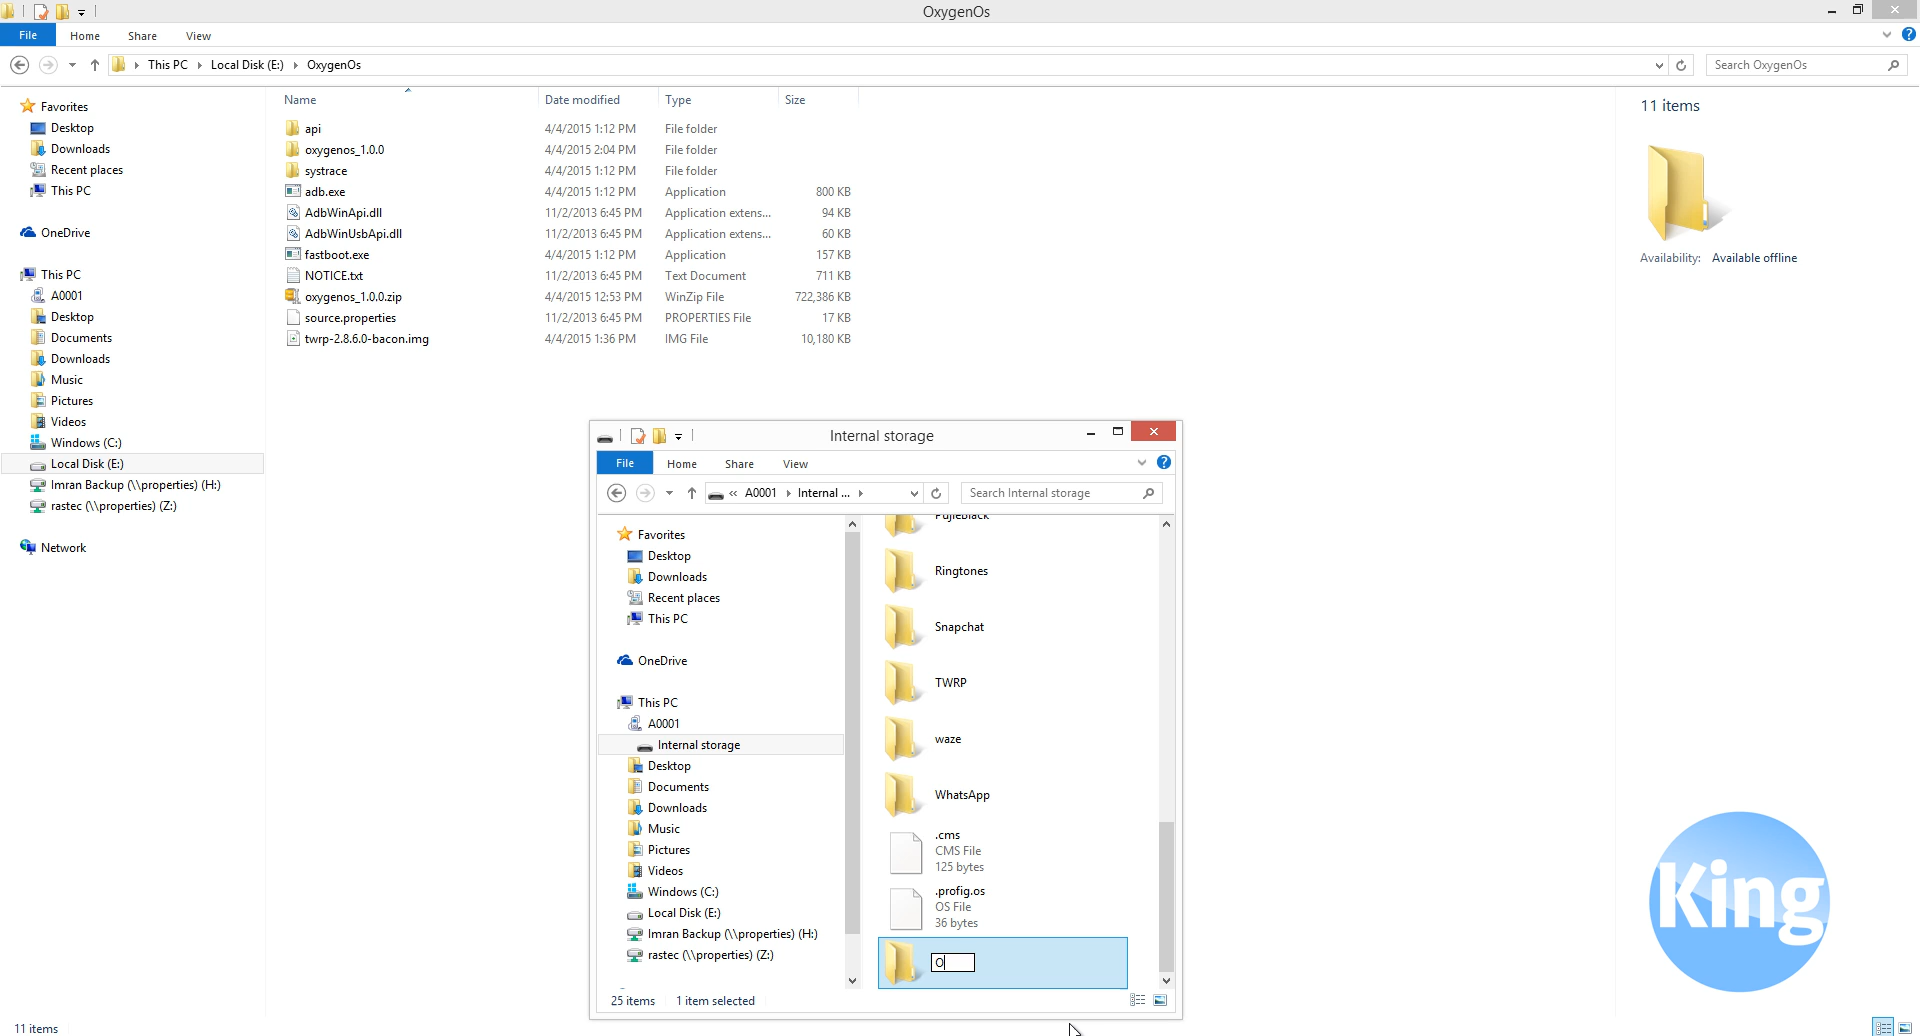 OxygenOs
File Home Share View
This PC Local Disk (E:) OxygenOs
Search OxygenOs
Favorites
Desktop
Downloads
Recent places
This PC
OneDrive
This PC
A0001
Desktop
Documents
Downloads
Music
Pictures
Videos
Windows (C:)
Local Disk (E:)
Imran Backup (\\properties) (H:)
rastec (\\properties) (Z:)
Network
Name Date modified Type Size
api 4/4/2015 1:12 PM File folder
oxygenos_1.0.0 4/4/2015 2:04 PM File folder
systrace 4/4/2015 1:12 PM File folder
adb.exe 4/4/2015 1:12 PM Application 800 KB
AdbWinApi.dll 11/2/2013 6:45 PM Application extens... 94 KB
AdbWinUsbApi.dll 11/2/2013 6:45 PM Application extens... 60 KB
fastboot.exe 4/4/2015 1:12 PM Application 157 KB
NOTICE.txt 11/2/2013 6:45 PM Text Document 711 KB
oxygenos_1.0.0.zip 4/4/2015 12:53 PM WinZip File 722,386 KB
source.properties 11/2/2013 6:45 PM PROPERTIES File 17 KB
twrp-2.8.6.0-bacon.img 4/4/2015 1:36 PM IMG File 10,180 KB
11 items
Availability: Available offline
Internal storage
File Home Share View
« A0001 Internal ...
Search Internal storage
Favorites
Desktop
Downloads
Recent places
This PC
OneDrive
This PC
A0001
Internal storage
Desktop
Documents
Downloads
Music
Pictures
Videos
Windows (C:)
Local Disk (E:)
Imran Backup (\\properties) (H:)
rastec (\\properties) (Z:)
PujieBlack
Ringtones
Snapchat
TWRP
waze
WhatsApp
.cms
CMS File
125 bytes
.profig.os
OS File
36 bytes
O
25 items 1 item selected
King
11 items